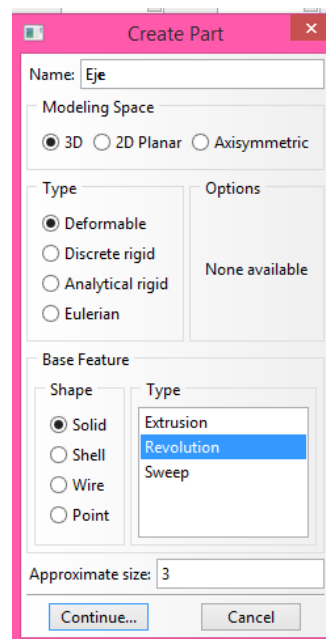 Create Part
Name: Eje
Modeling Space
3D 2D Planar Axisymmetric
Type
Deformable
Discrete rigid
Analytical rigid
Eulerian
Options
None available
Base Feature
Shape
Solid
Shell
Wire
Point
Type
Extrusion
Revolution
Sweep
Approximate size: 3
Continue... Cancel